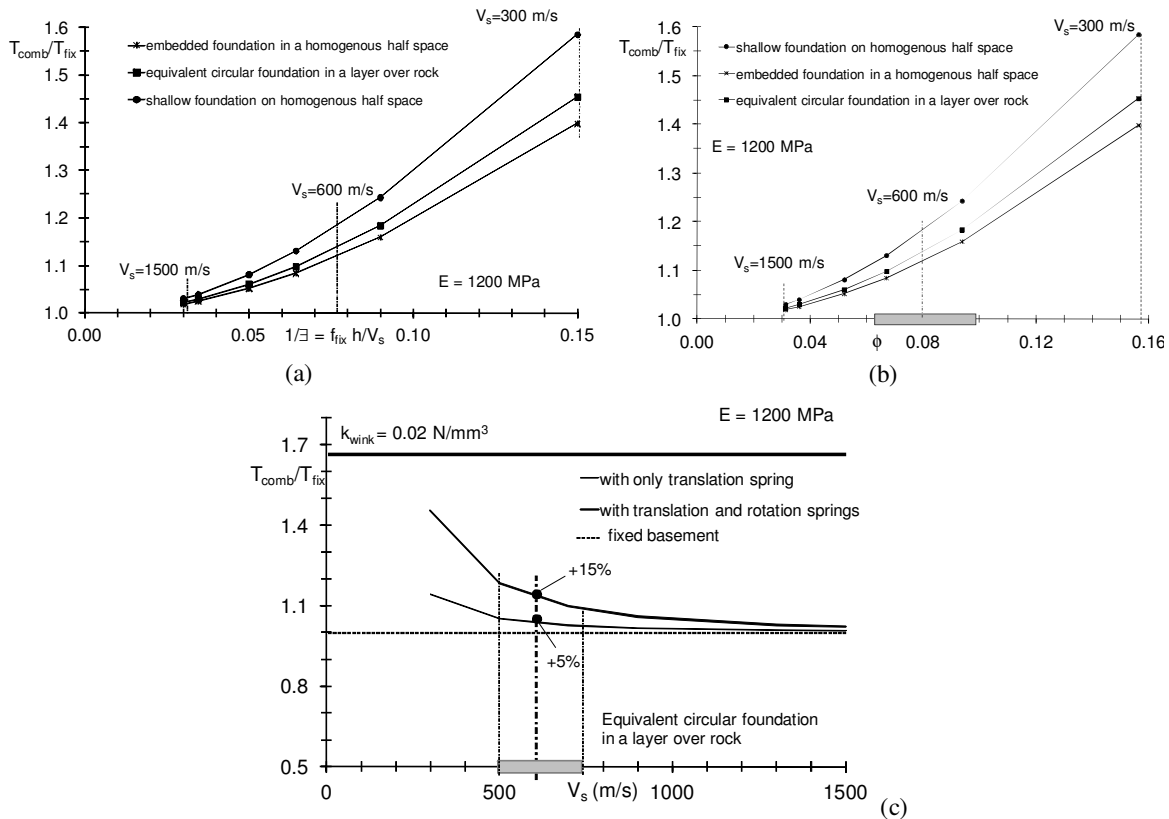 1.6
T_comb/T_fix
1.5
1.4
1.3
1.2
1.1
1.0
V_s=300 m/s
embedded foundation in a homogenous half space
equivalent circular foundation in a layer over rock
shallow foundation on homogenous half space
V_s=600 m/s
V_s=1500 m/s
E = 1200 MPa
0.00 0.05 0.10 0.15
1/∃ = f_fix h/V_s
(a)
1.6
T_comb/T_fix
1.5
1.4
1.3
1.2
1.1
1.0
V_s=300 m/s
shallow foundation on homogenous half space
embedded foundation in a homogenous half space
equivalent circular foundation in a layer over rock
E = 1200 MPa
V_s=600 m/s
V_s=1500 m/s
0.00 0.04 0.08 0.12 0.16
ϕ
(b)
E = 1200 MPa
k_wink = 0.02 N/mm³
1.7
T_comb/T_fix
1.4
1.1
0.8
0.5
with only translation spring
with translation and rotation springs
fixed basement
+15%
+5%
Equivalent circular foundation
in a layer over rock
0 500 1000 1500
V_s (m/s)
(c)